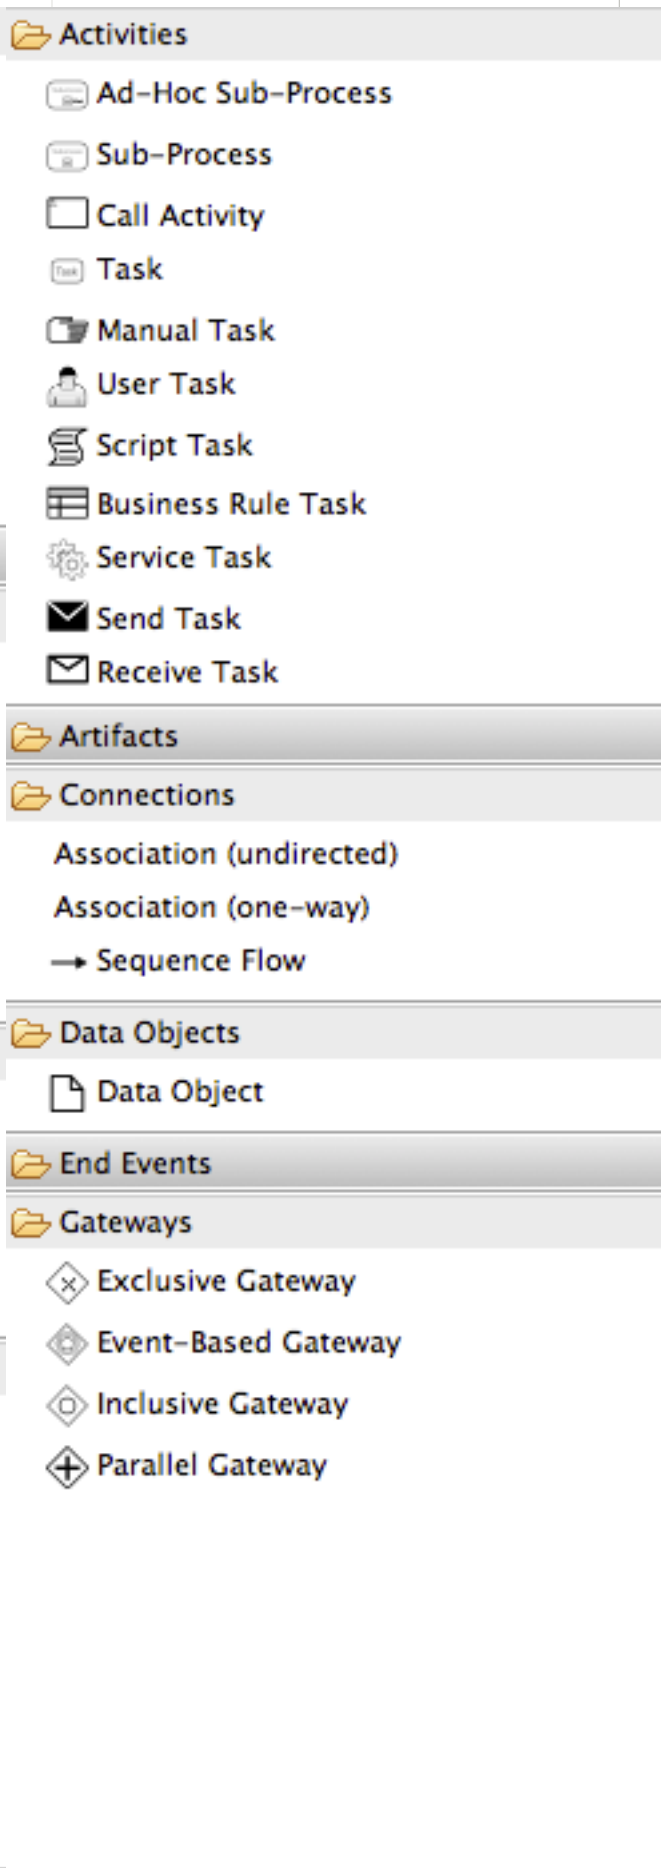 Activities
Ad-Hoc Sub-Process
Sub-Process
Call Activity
Task
Manual Task
User Task
Script Task
Business Rule Task
Service Task
Send Task
Receive Task
Artifacts
Connections
Association (undirected)
Association (one-way)
Sequence Flow
Data Objects
Data Object
End Events
Gateways
Exclusive Gateway
Event-Based Gateway
Inclusive Gateway
Parallel Gateway